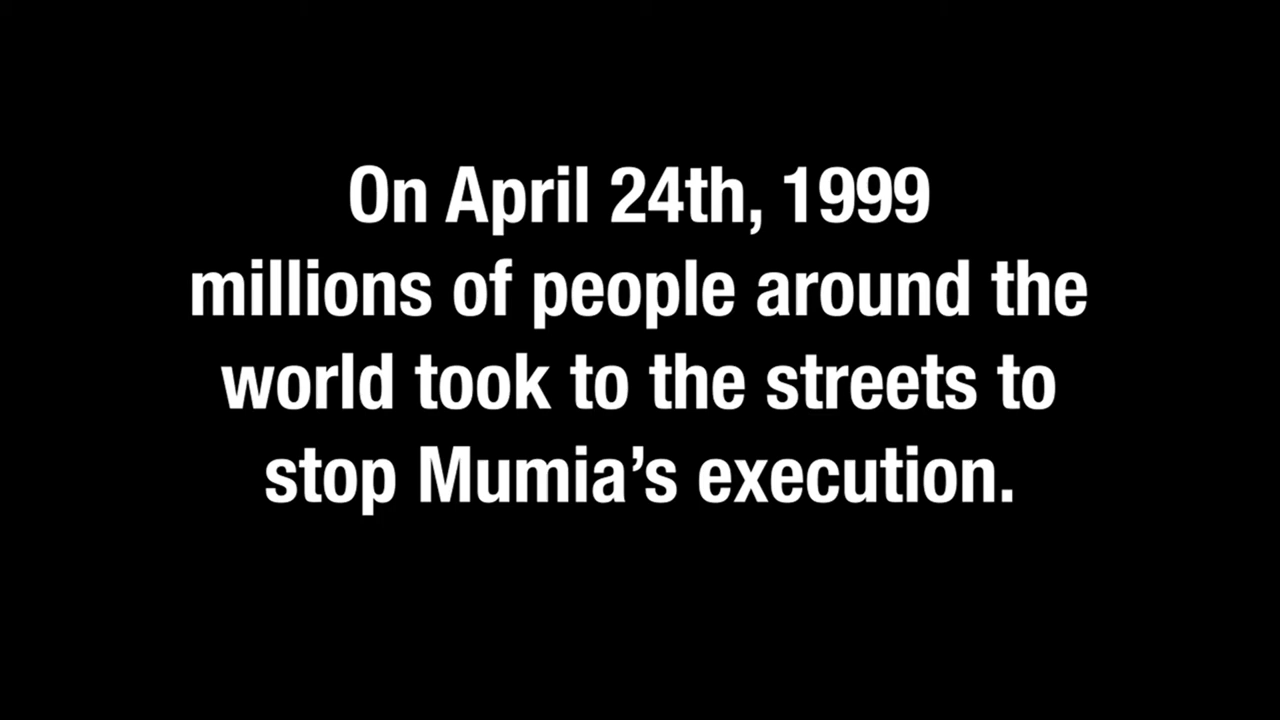 On April 24th, 1999
millions of people around the
world took to the streets to
stop Mumia’s execution.